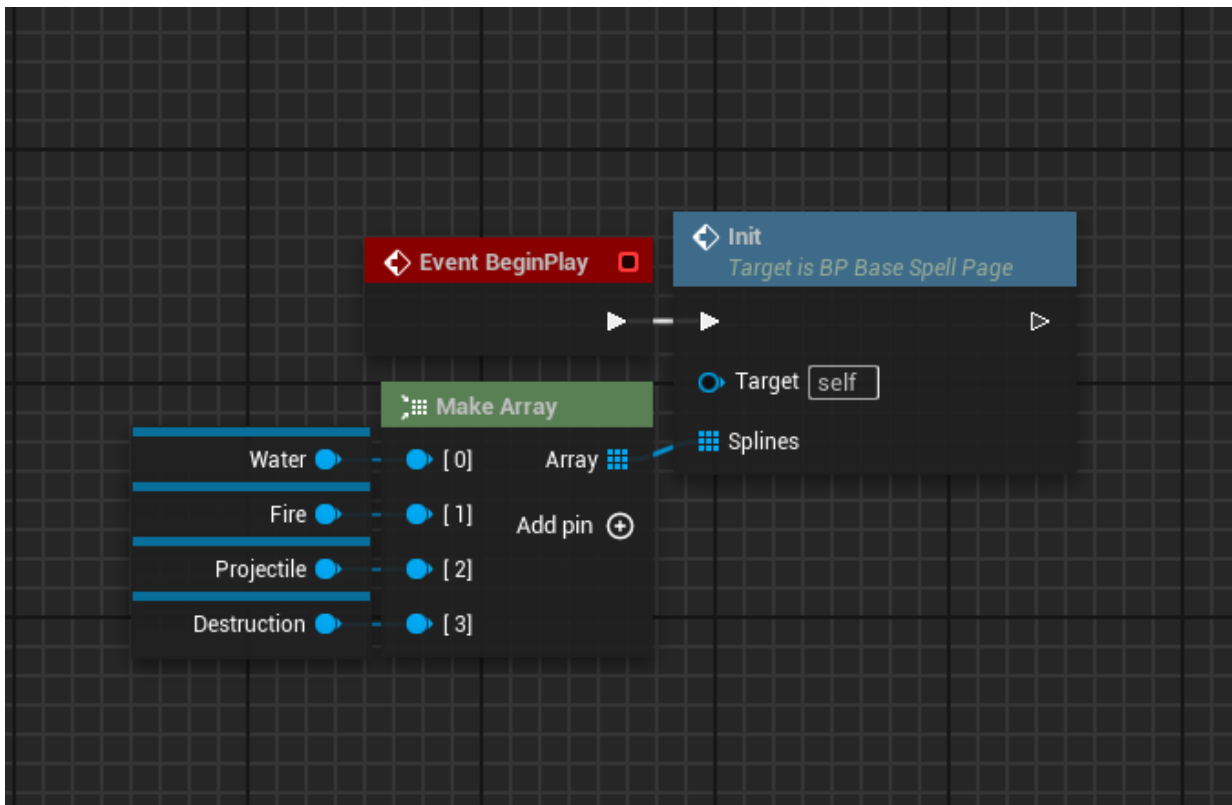 Event BeginPlay
Init
Target is BP Base Spell Page
Target self
Make Array
Water [ 0] Array Splines
Fire [ 1] Add pin
Projectile [ 2]
Destruction [ 3]